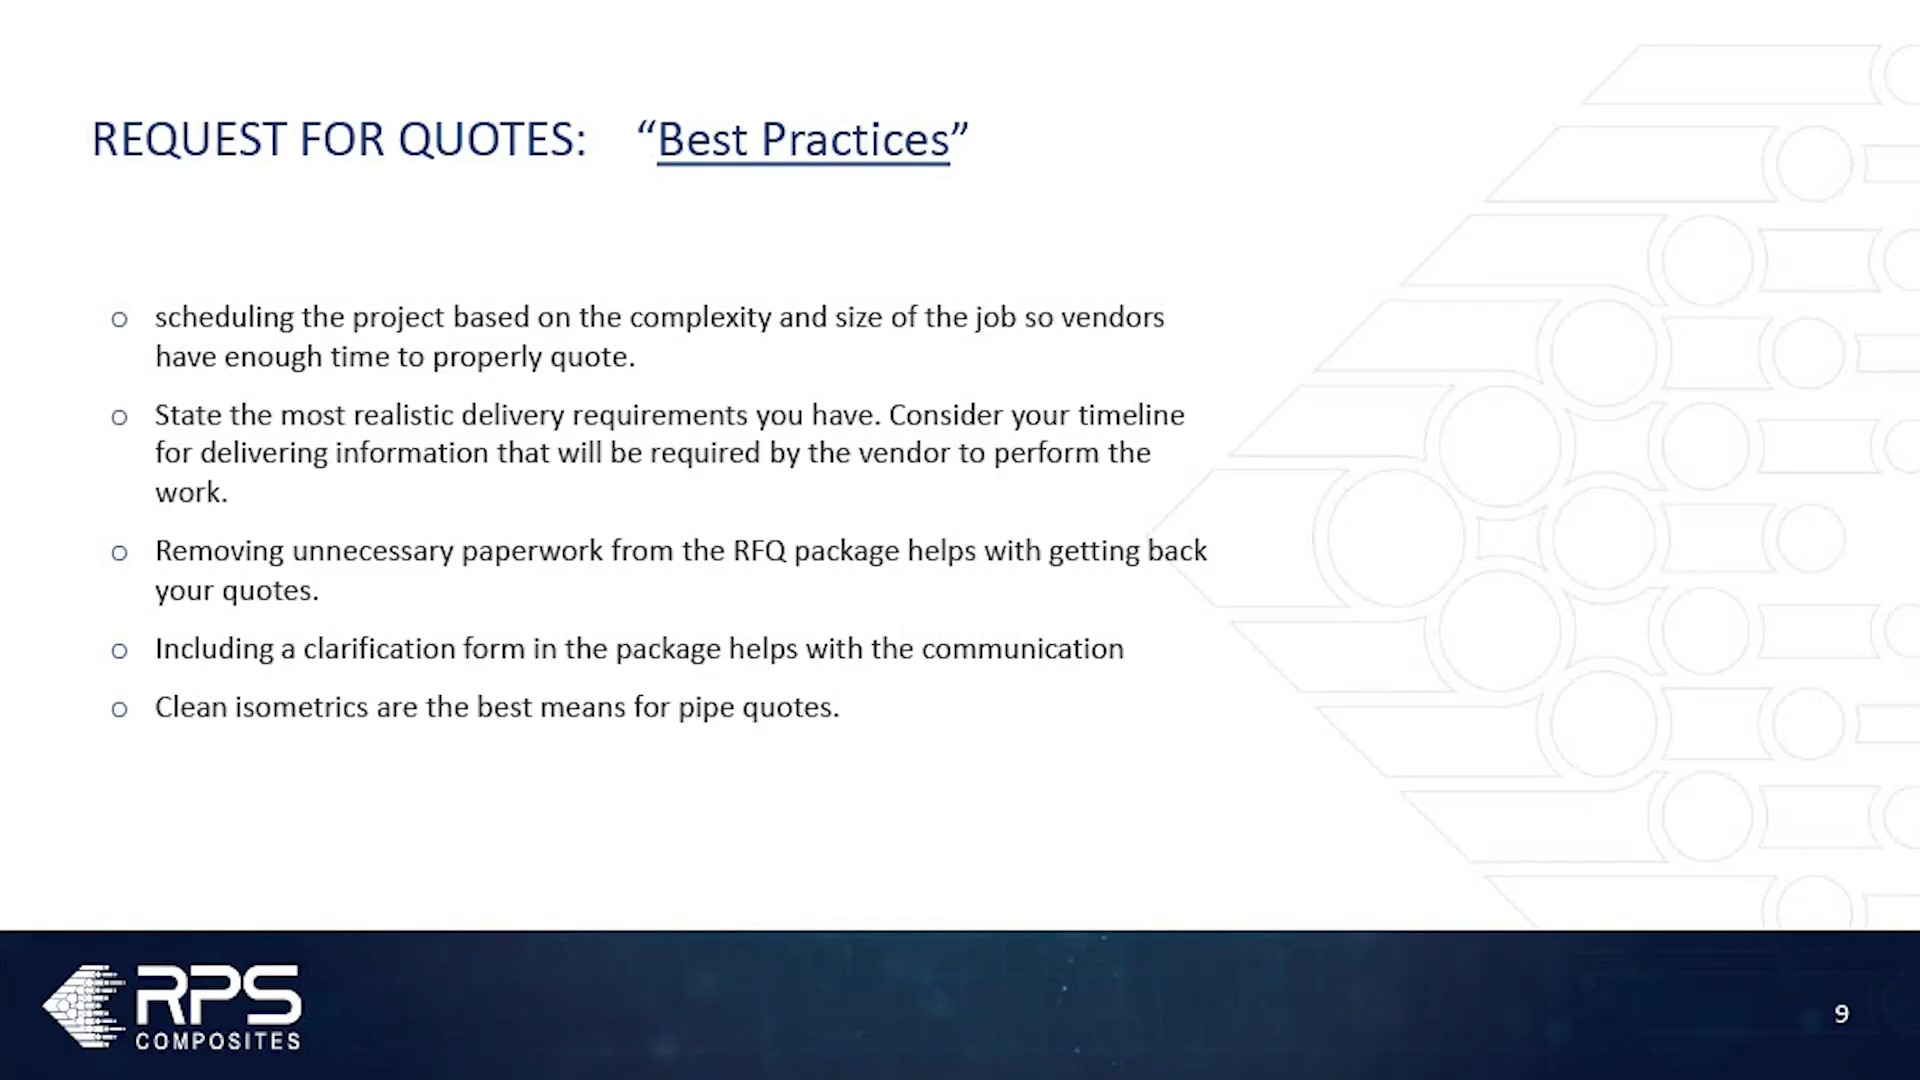 REQUEST FOR QUOTES: “Best Practices”
o scheduling the project based on the complexity and size of the job so vendors
have enough time to properly quote.
o State the most realistic delivery requirements you have. Consider your timeline
for delivering information that will be required by the vendor to perform the
work.
o Removing unnecessary paperwork from the RFQ package helps with getting back
your quotes.
o Including a clarification form in the package helps with the communication
o Clean isometrics are the best means for pipe quotes.
RPS
COMPOSITES
9